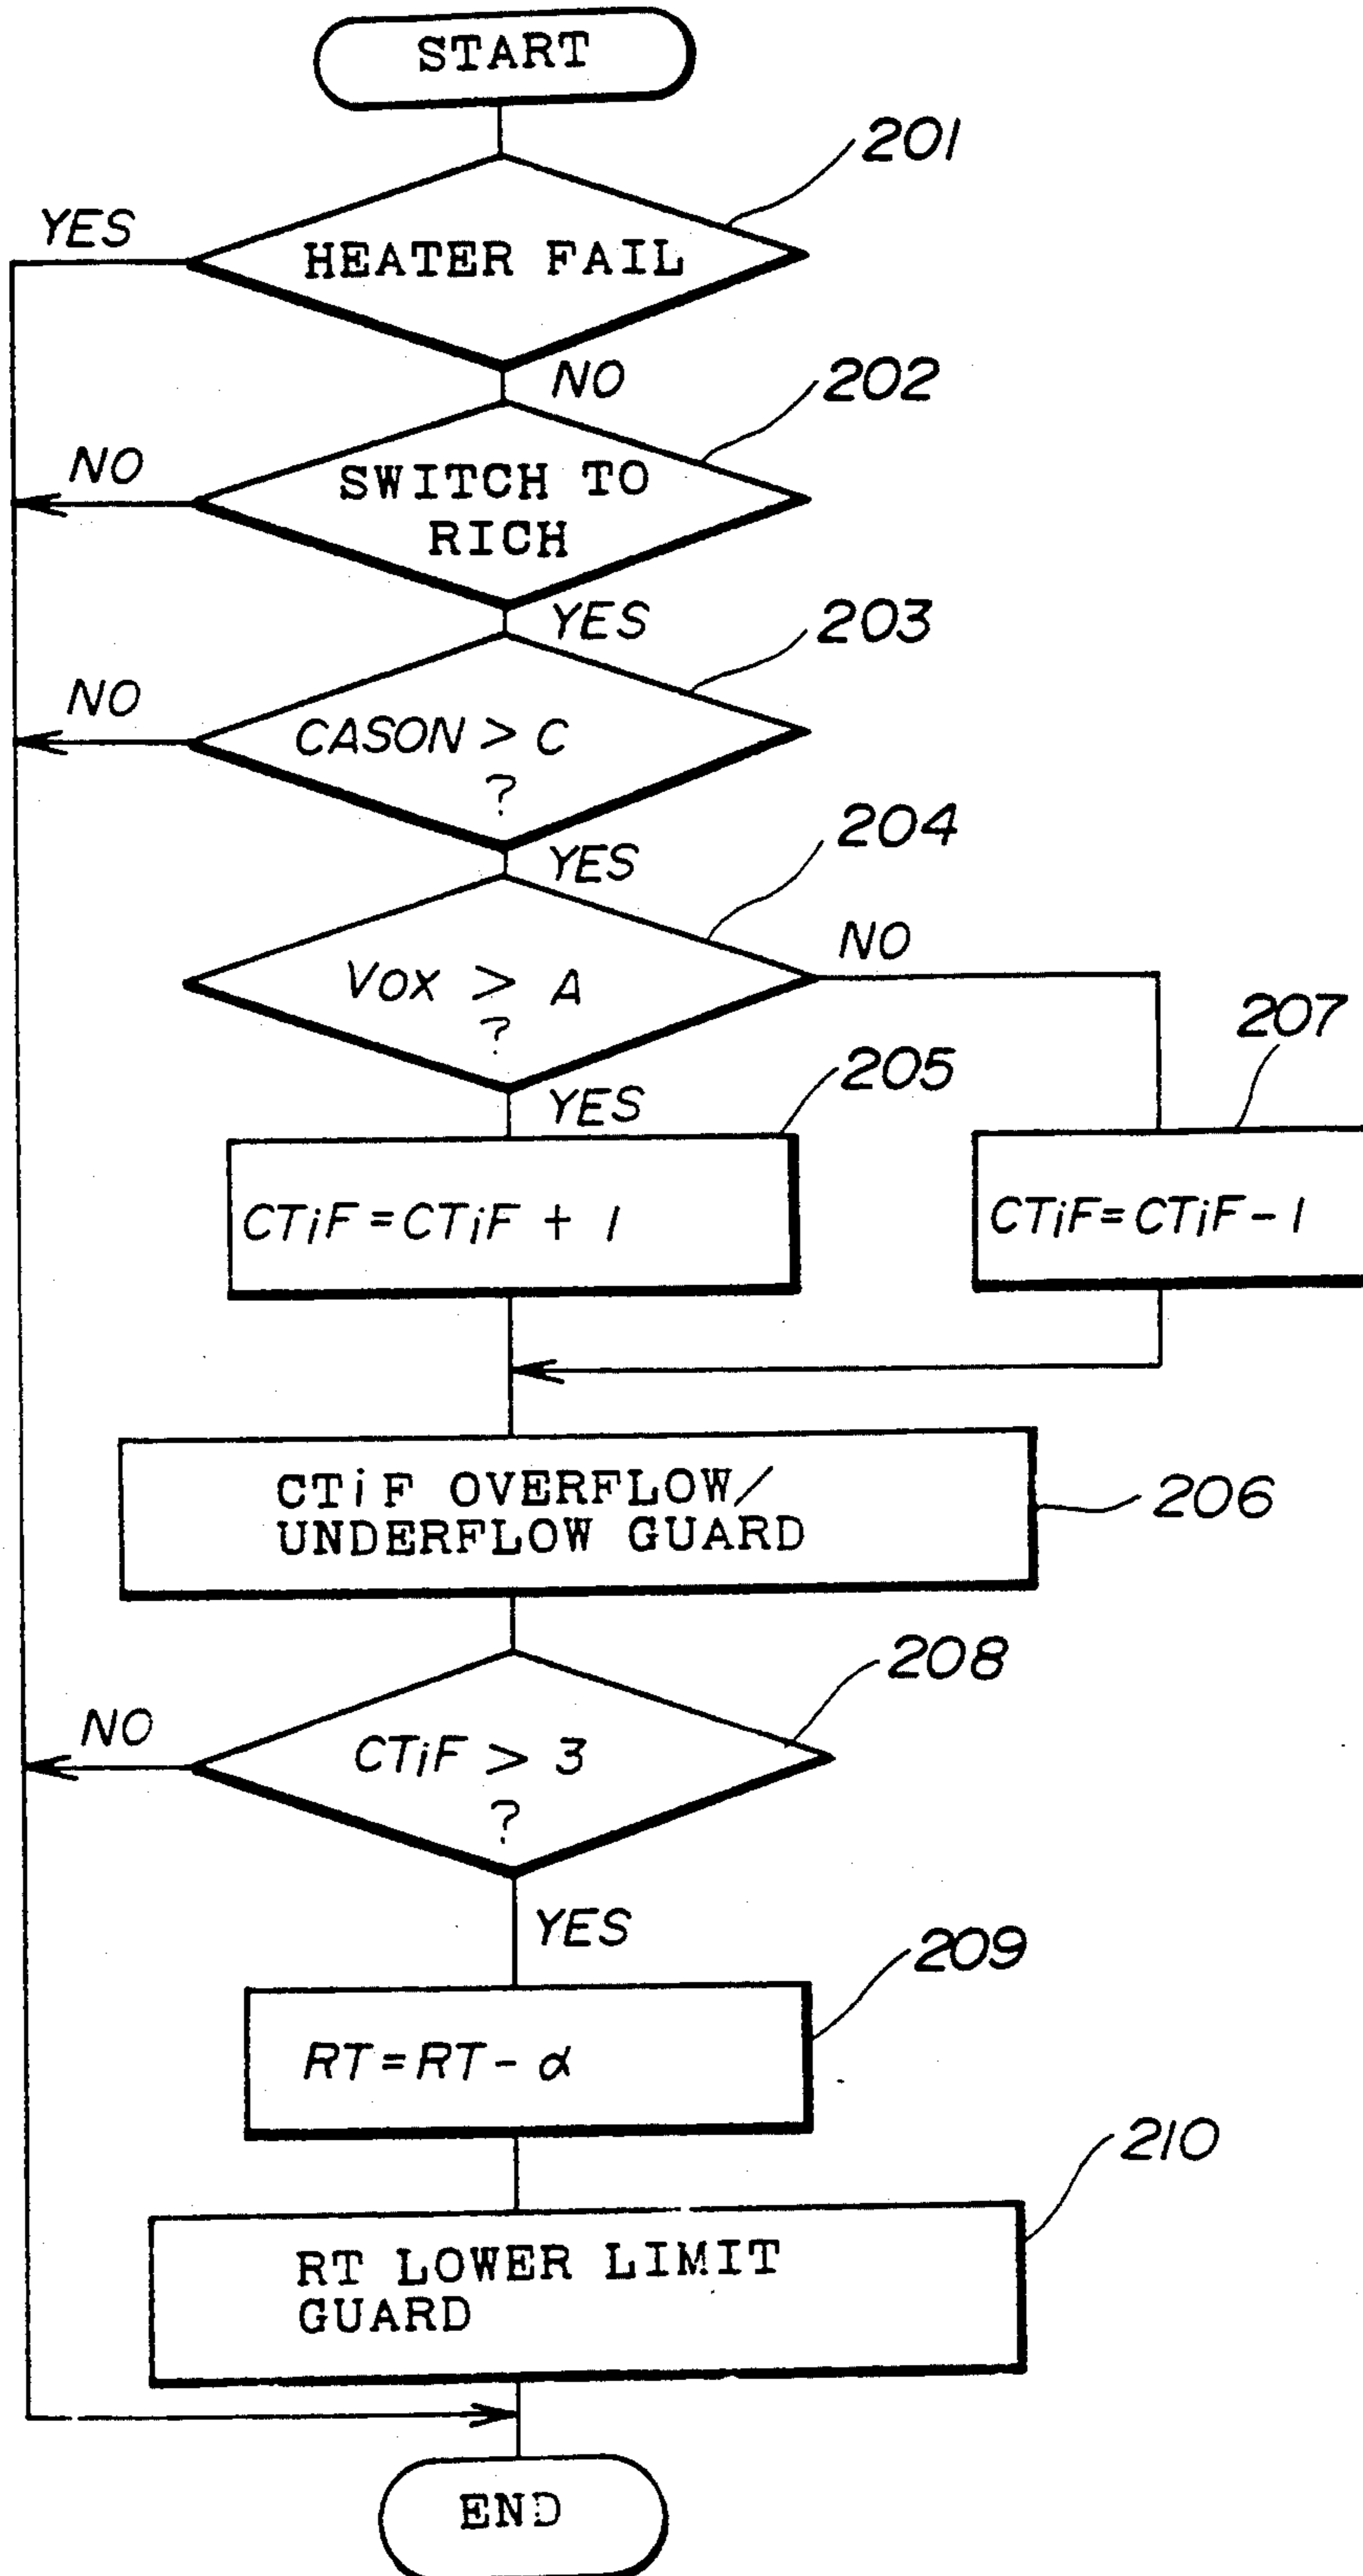 START
201
YES
HEATER FAIL
NO
202
NO
SWITCH TO
RICH
YES
203
NO
CASON > C
?
YES
204
NO
VOX > A
?
YES
205
207
CTiF=CTiF + 1
CTiF=CTiF-1
CTiF OVERFLOW/
UNDERFLOW GUARD
206
208
NO
CTiF > 3
?
YES
209
RT=RT-α
210
RT LOWER LIMIT
GUARD
END